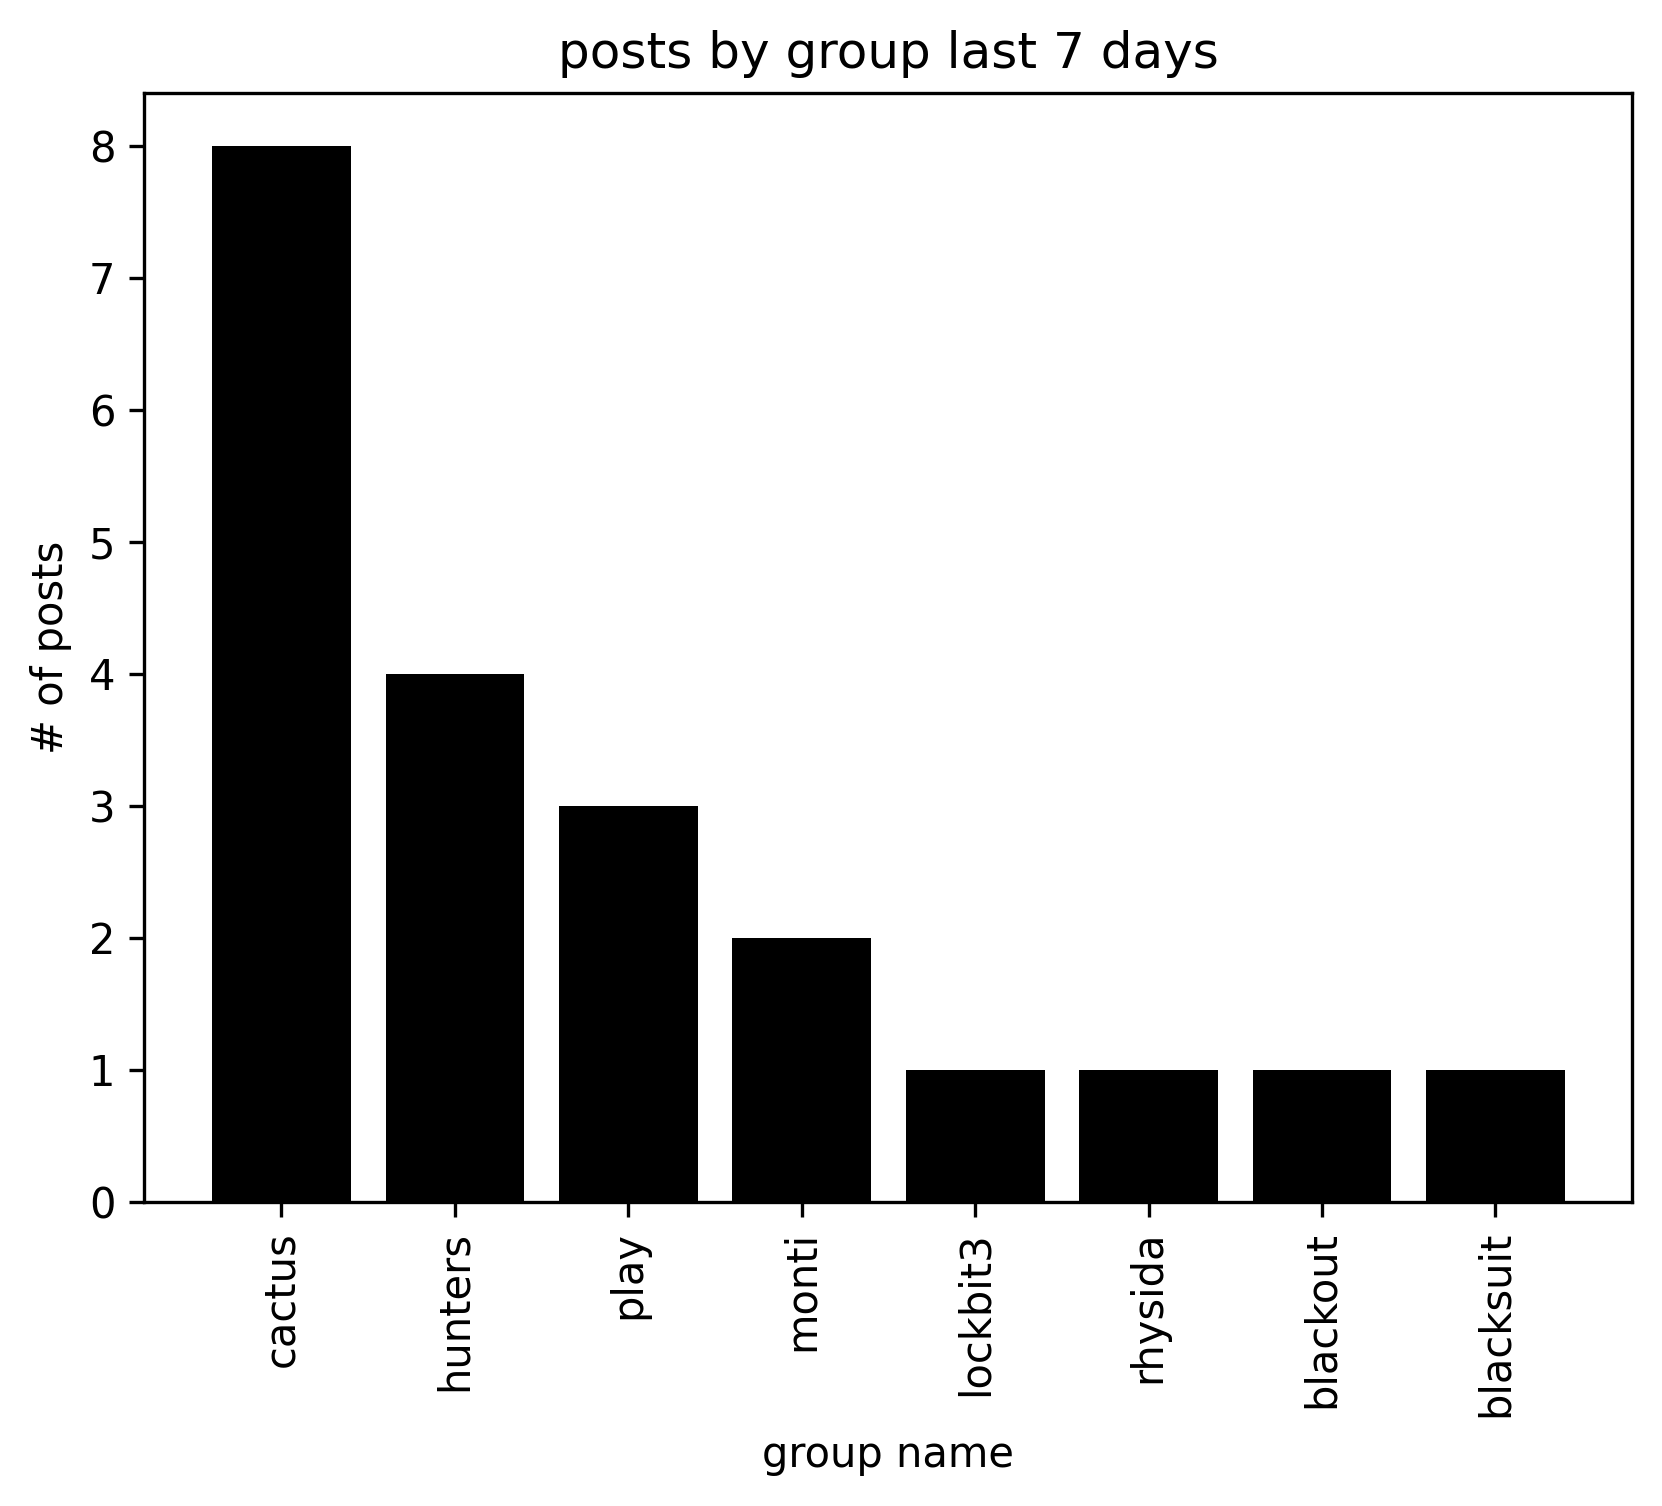 posts by group last 7 days
8
7
6
5
4
3
2
1
0
# of posts
cactus
hunters
play
monti
lockbit3
rhysida
blackout
blacksuit
group name